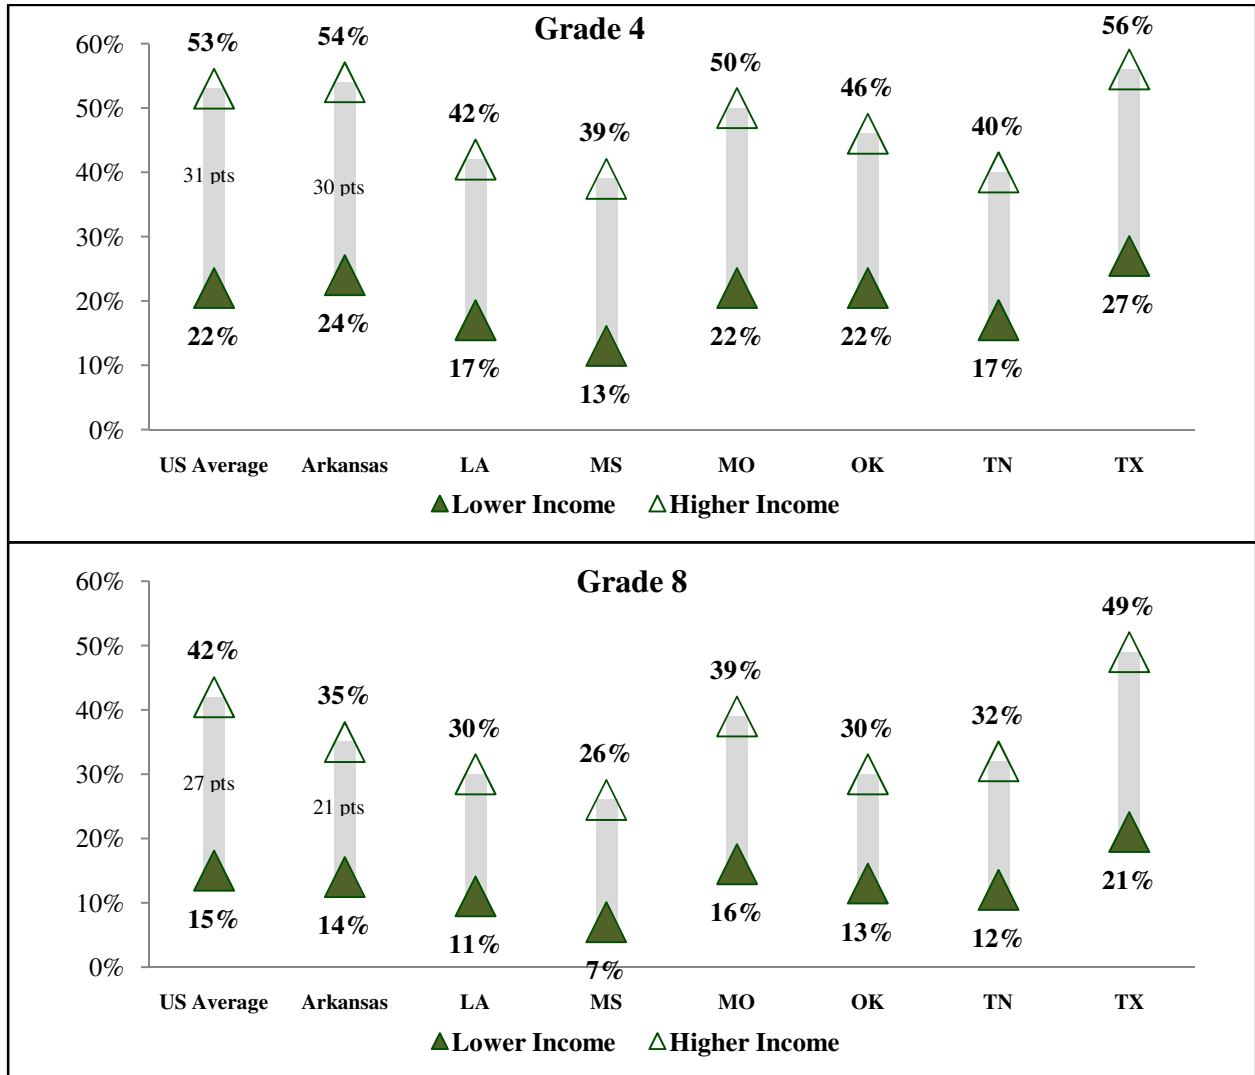 Grade 4
60%
50%
40%
30%
20%
10%
0%
53% 54% 42% 39% 50% 46% 40% 56%
31 pts 30 pts
22% 24% 17% 13% 22% 22% 17% 27%
US Average Arkansas LA MS MO OK TN TX
Lower Income Higher Income
Grade 8
60%
50%
40%
30%
20%
10%
0%
42% 35% 30% 26% 39% 30% 32% 49%
27 pts 21 pts
15% 14% 11% 7% 16% 13% 12% 21%
US Average Arkansas LA MS MO OK TN TX
Lower Income Higher Income